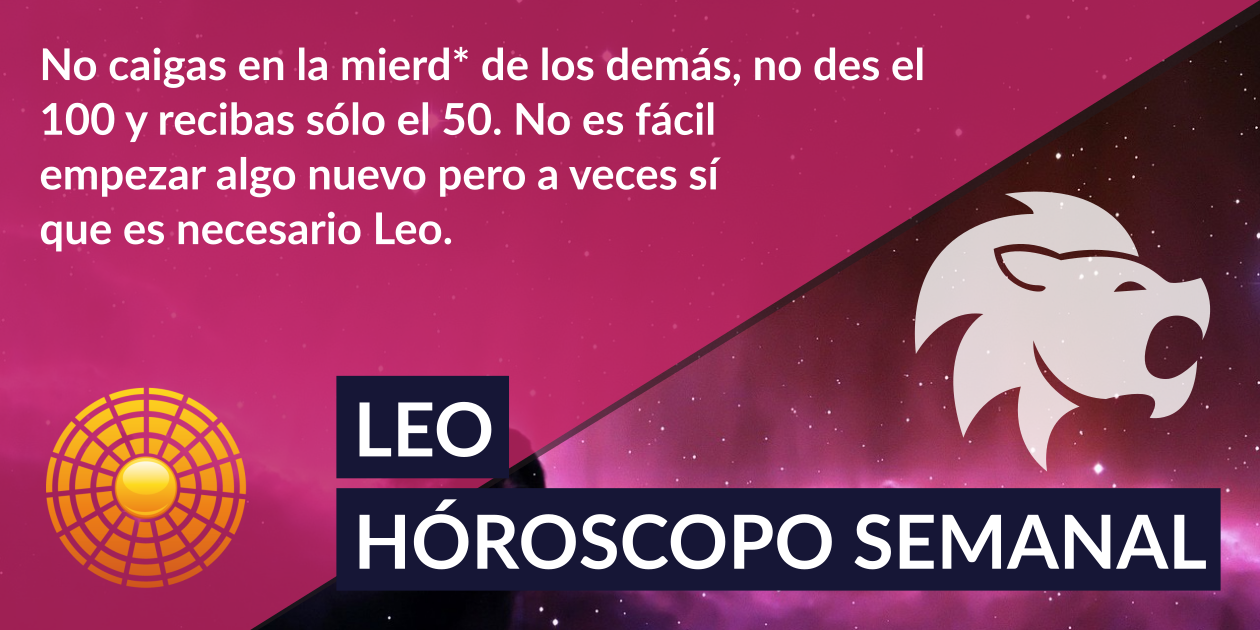 No caigas en la mierd* de los demás, no des el
100 y recibas sólo el 50. No es fácil
empezar algo nuevo pero a veces sí
que es necesario Leo.
LEO
HÓROSCOPO SEMANAL